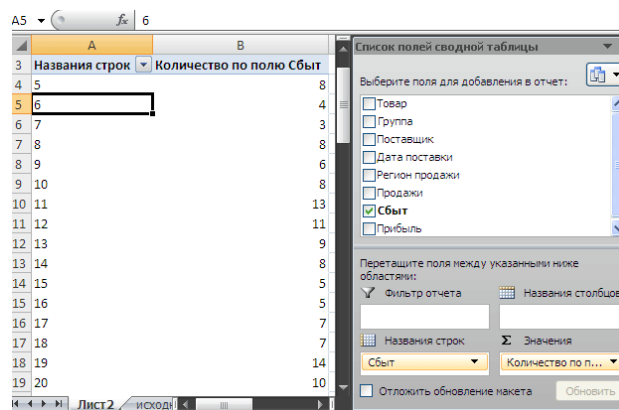 A5 fx 6
A B
3 Названия строк Количество по полю Сбыт
4 5 8
5 6 4
6 7 3
7 8 8
8 9 6
9 10 8
10 11 13
11 12 11
12 13 9
13 14 8
14 15 5
15 16 5
16 17 7
17 18 7
18 19 14
19 20 10
Лист2
Список полей сводной таблицы
Выберите поля для добавления в отчет:
Товар
Группа
Поставщик
Дата поставки
Регион продажи
Продажи
Сбыт
Прибыль
Перетащите поля между указанными ниже
областями:
Фильтр отчета Названия столбцов
Названия строк Σ Значения
Сбыт Количество по п...
Отложить обновление макета Обновить